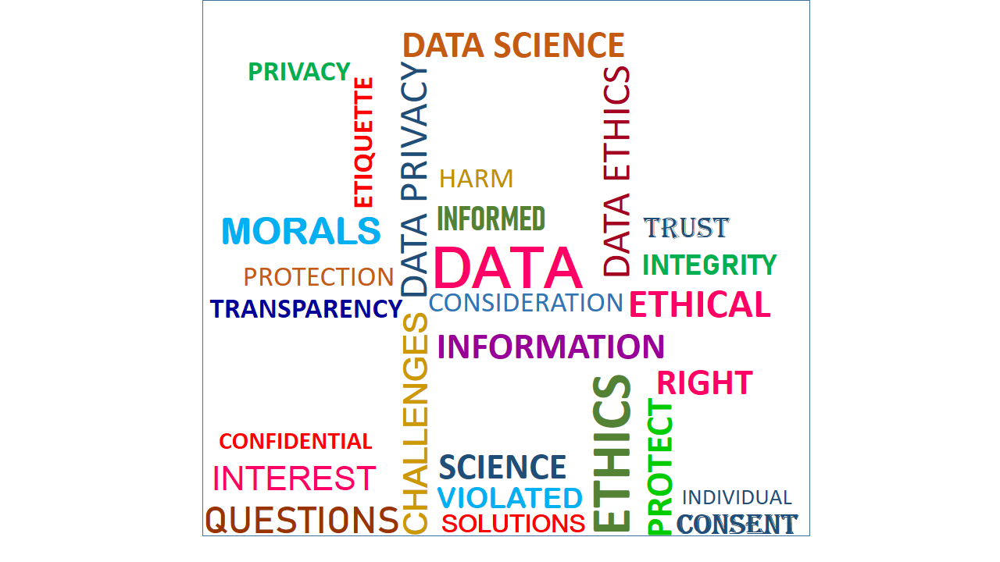 DATA SCIENCE
PRIVACY
ETIQUETTE
DATA PRIVACY
DATA ETHICS
HARM
INFORMED
MORALS
TRUST
DATA
INTEGRITY
PROTECTION
TRANSPARENCY
CONSIDERATION
ETHICAL
CHALLENGES
INFORMATION
RIGHT
ETHICS
PROTECT
CONFIDENTIAL
SCIENCE
INTEREST
VIOLATED
INDIVIDUAL
QUESTIONS
SOLUTIONS
CONSENT